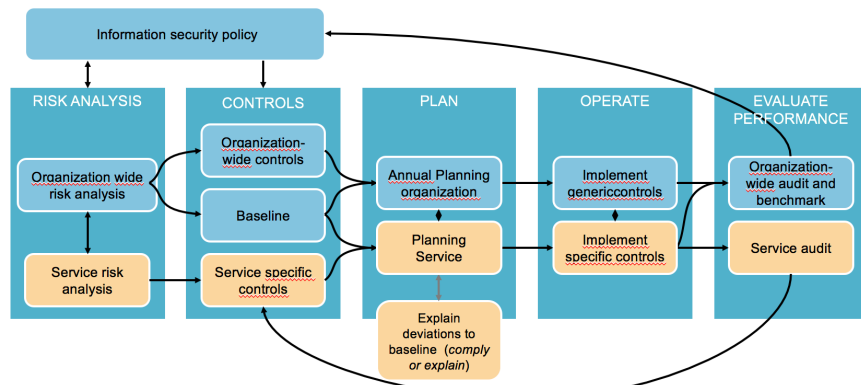 Information security policy
RISK ANALYSIS
CONTROLS
PLAN
OPERATE
EVALUATE
PERFORMANCE
Organization wide
risk analysis
Organization-
wide controls
Baseline
Annual Planning
organization
Implement
genericcontrols
Organization-
wide audit and
benchmark
Service risk
analysis
Service specific
controls
Planning
Service
Implement
specific controls
Service audit
Explain
deviations to
baseline (comply
or explain)